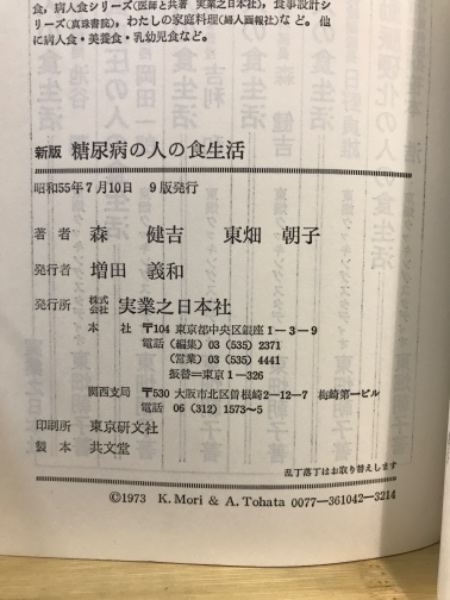 食，病人食シリーズ(医師と共著 実業之日本社)，食事設計シ
リーズ(真珠書院)，わたしの家庭料理(婦人画報社)など。他
に病人食・美養食・乳幼児食など。
新版 糖尿病の人の食生活
昭和55年7月10日 9版発行
著者 森 健吉 東畑 朝子
発行者 増田 義和
発行所 株式会社 実業之日本社
本社 〒104 東京都中央区銀座1－3－9
電話(編集) 03 (535) 2371
(営業) 03 (535) 4441
振替＝東京1－326
関西支局 〒530 大阪市北区曽根崎2－12－7 梅崎第一ビル
電話 06 (312) 1573～5
印刷所 東京研文社
製本 共文堂
乱丁落丁はお取り替えします
©1973 K. Mori & A. Tohata 0077-361042-3214